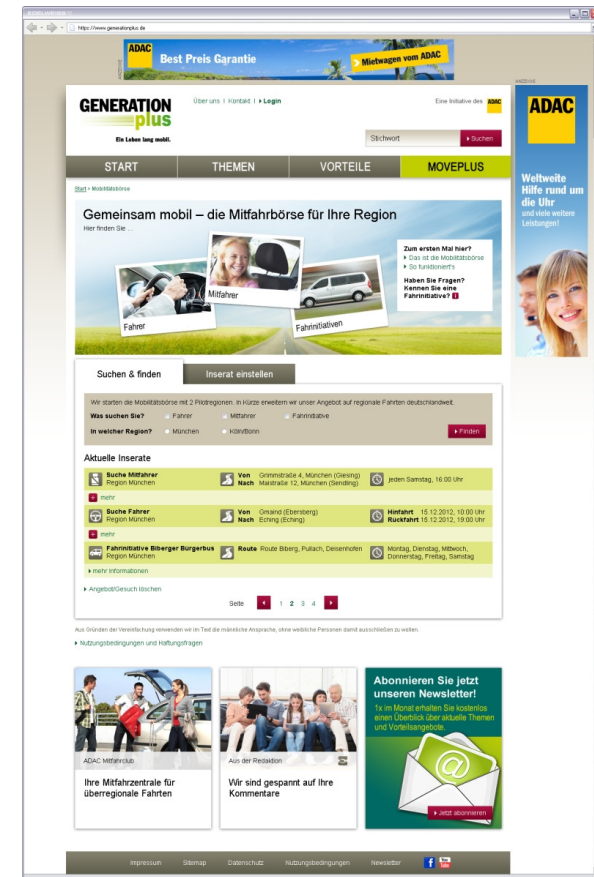 https://www.generationplus.de
ANZEIGE
ADAC
Best Preis Garantie
Mietwagen vom ADAC
ANZEIGE
GENERATION
plus
Ein Leben lang mobil.
Über uns | Kontakt | Login
Eine Initiative des ADAC
Stichwort
Suchen
START THEMEN VORTEILE MOVEPLUS
ADAC
Weltweite
Hilfe rund um
die Uhr
und viele weitere
Leistungen!
Start > Mobilitätsbörse
Gemeinsam mobil – die Mitfahrbörse für Ihre Region
Hier finden Sie ...
Fahrer
Mitfahrer
Fahrinitiativen
Zum ersten Mal hier?
Das ist die Mobilitätsbörse
So funktioniert's
Haben Sie Fragen?
Kennen Sie eine
Fahrinitiative?
Suchen & finden
Inserat einstellen
Wir starten die Mobilitätsbörse mit 2 Pilotregionen. In Kürze erweitern wir unser Angebot auf regionale Fahrten deutschlandweit.
Was suchen Sie? Fahrer Mitfahrer Fahrinitiative
In welcher Region? München Köln/Bonn
Finden
Aktuelle Inserate
Suche Mitfahrer
Region München
Von Grimmstraße 4, München (Giesing)
Nach Maistraße 12, München (Sendling)
jeden Samstag, 16:00 Uhr
mehr
Suche Fahrer
Region München
Von Gmaind (Ebersberg)
Nach Eching (Eching)
Hinfahrt 15.12.2012, 10:00 Uhr
Rückfahrt 15.12.2012, 19:00 Uhr
mehr
Fahrinitiative Biberger Bürgerbus
Region München
Route Route Biberg, Pullach, Deisenhofen
Montag, Dienstag, Mittwoch,
Donnerstag, Freitag, Samstag
mehr Informationen
Angebot/Gesuch löschen
Seite 1 2 3 4
Aus Gründen der Vereinfachung verwenden wir im Text die männliche Ansprache, ohne weibliche Personen damit ausschließen zu wollen.
Nutzungsbedingungen und Haftungsfragen
ADAC Mitfahrclub
Ihre Mitfahrzentrale für
überregionale Fahrten
Aus der Redaktion
Wir sind gespannt auf Ihre
Kommentare
Abonnieren Sie jetzt
unseren Newsletter!
1x im Monat erhalten Sie kostenlos
einen Überblick über aktuelle Themen
und Vorteilsangebote.
@
Jetzt abonnieren
Impressum Sitemap Datenschutz Nutzungsbedingungen Newsletter f You Tube